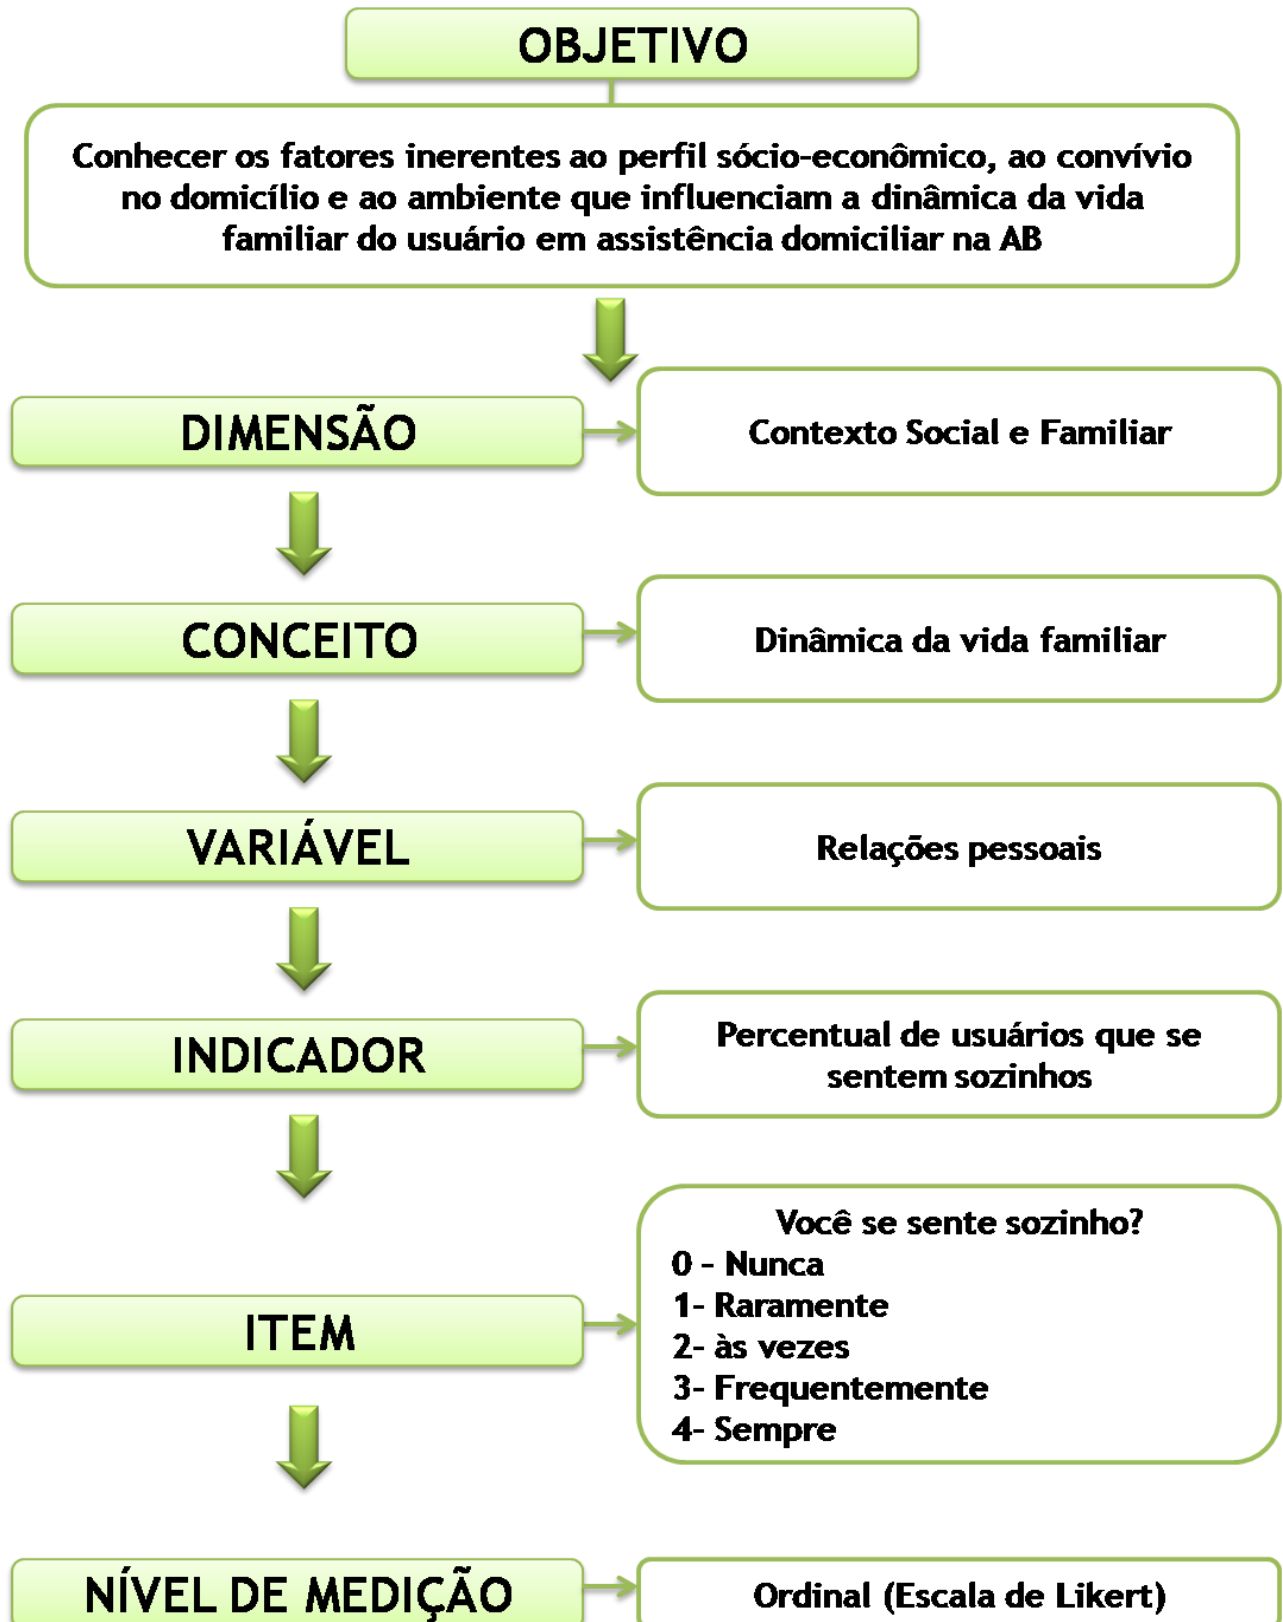 OBJETIVO
Conhecer os fatores inerentes ao perfil sócio-econômico, ao convívio
no domicílio e ao ambiente que influenciam a dinâmica da vida
familiar do usuário em assistência domiciliar na AB
DIMENSÃO
Contexto Social e Familiar
CONCEITO
Dinâmica da vida familiar
VARIÁVEL
Relações pessoais
INDICADOR
Percentual de usuários que se
sentem sozinhos
ITEM
Você se sente sozinho?
0 - Nunca
1- Raramente
2- às vezes
3- Frequentemente
4- Sempre
NÍVEL DE MEDIÇÃO
Ordinal (Escala de Likert)